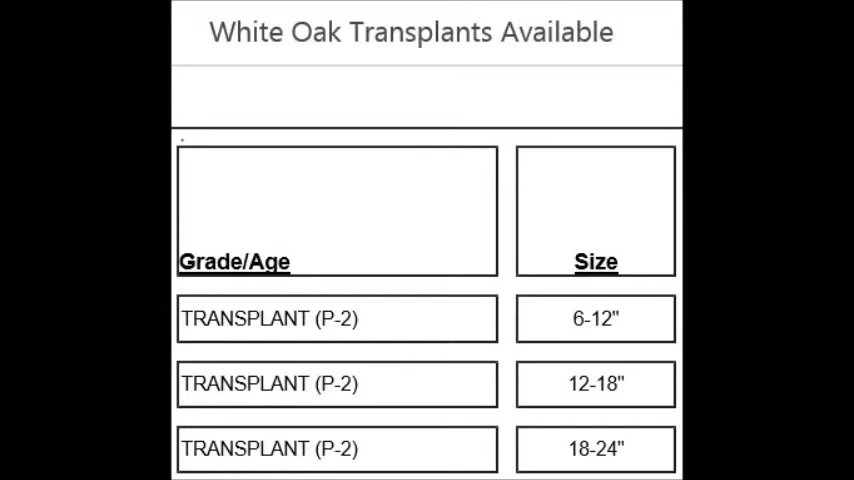 White Oak Transplants Available
Grade/Age Size
TRANSPLANT (P-2) 6-12"
TRANSPLANT (P-2) 12-18"
TRANSPLANT (P-2) 18-24"